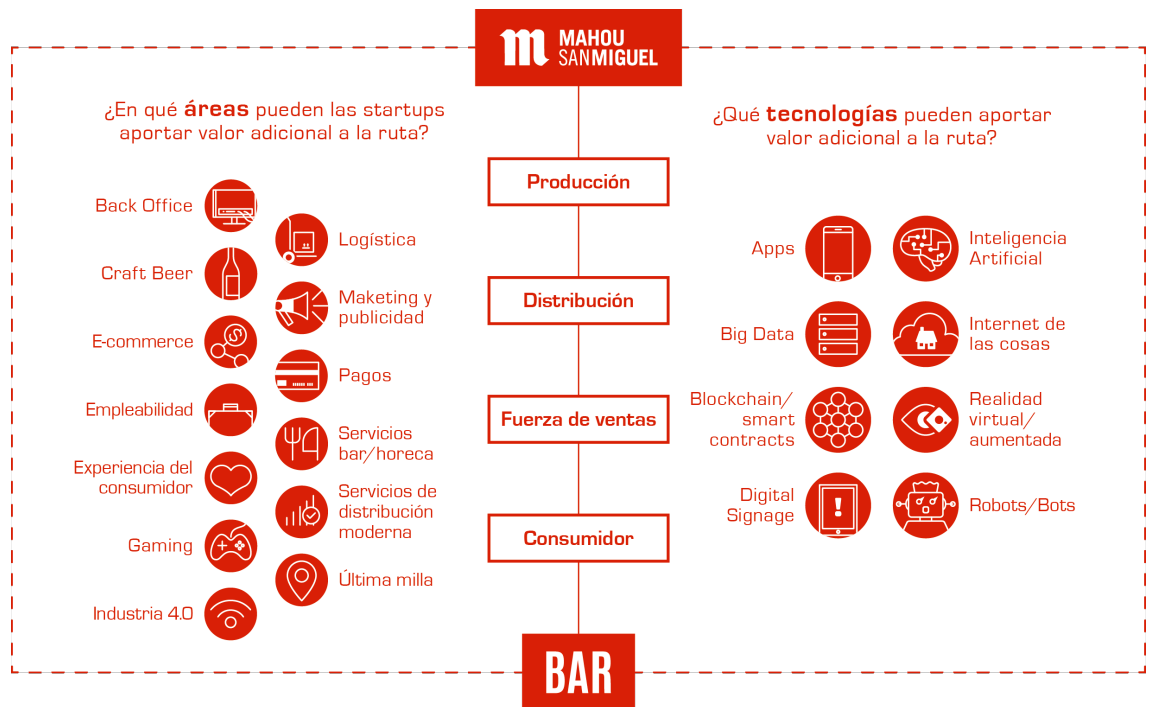 MAHOU
SANMIGUEL
¿En qué áreas pueden las startups
aportar valor adicional a la ruta?
Back Office
Logística
Craft Beer
Maketing y
publicidad
E-commerce
Pagos
Empleabilidad
Servicios
bar/horeca
Experiencia del
consumidor
Servicios de
distribución
moderna
Gaming
Última milla
Industria 4.0
Producción
Distribución
Fuerza de ventas
Consumidor
BAR
¿Qué tecnologías pueden aportar
valor adicional a la ruta?
Apps
Inteligencia
Artificial
Big Data
Internet de
las cosas
Blockchain/
smart
contracts
Realidad
virtual/
aumentada
Digital
Signage
Robots/Bots